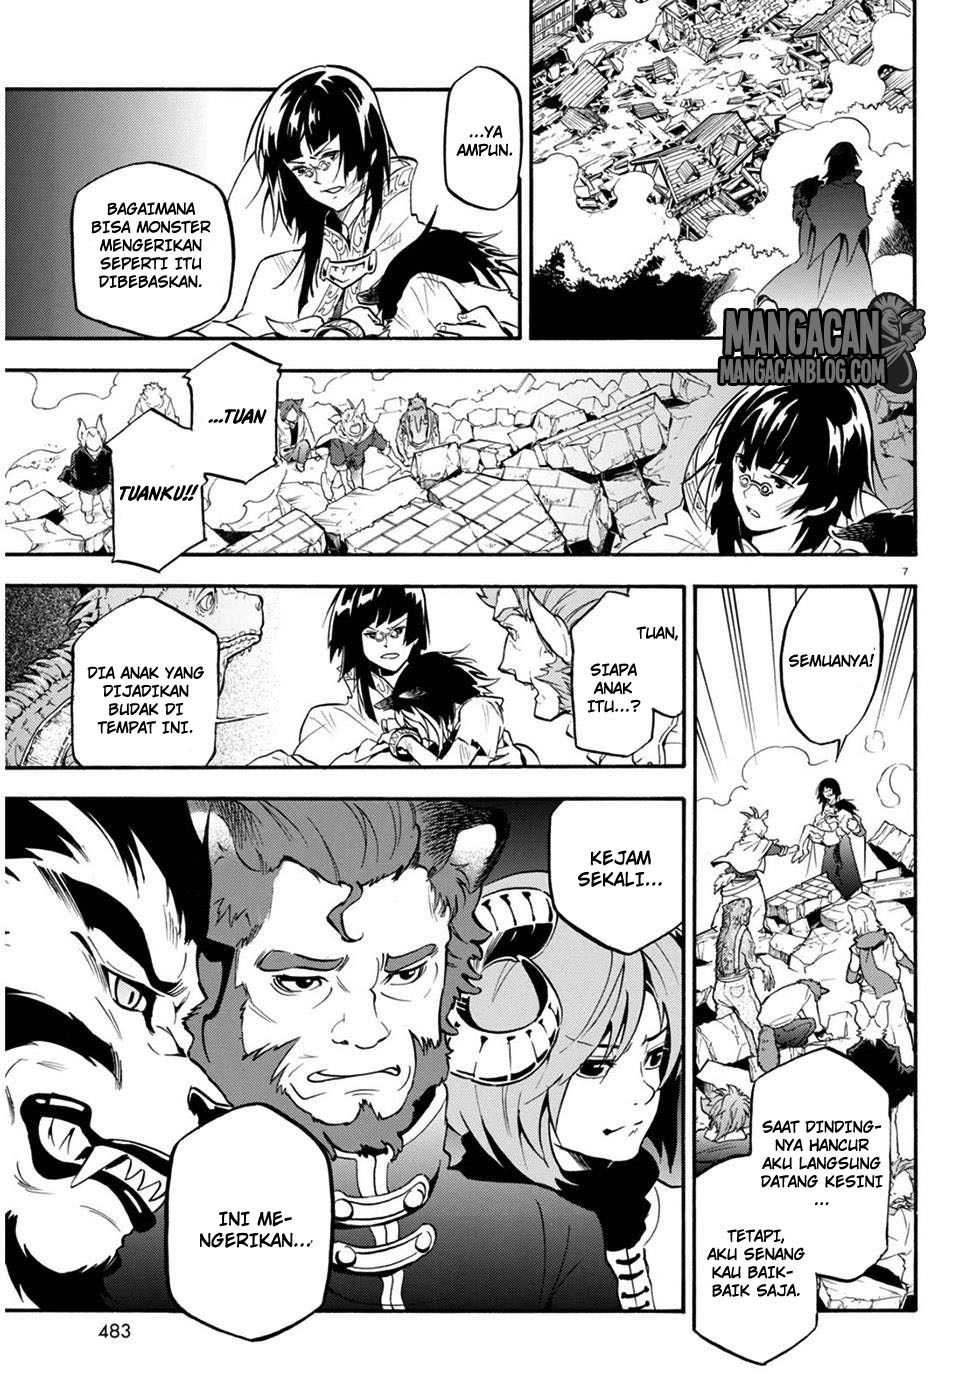 ...YA
AMPUN.
BAGAIMANA
BISA MONSTER
MENGERIKAN
SEPERTI ITU
DIBEBASKAN.
MANGACAN
MANGACANBLOG.COM
...TUAN
TUANKU!!
7
SEMUANYA!
SAAT DINDING-
NYA HANCUR
AKU LANGSUNG
DATANG KESINI
...
TETAPI,
AKU SENANG
KAU BAIK-
BAIK SAJA.
TUAN,
SIAPA
ANAK
ITU...?
DIA ANAK YANG
DIJADIKAN
BUDAK DI
TEMPAT INI.
KEJAM
SEKALI...
INI ME-
NGERIKAN...
483